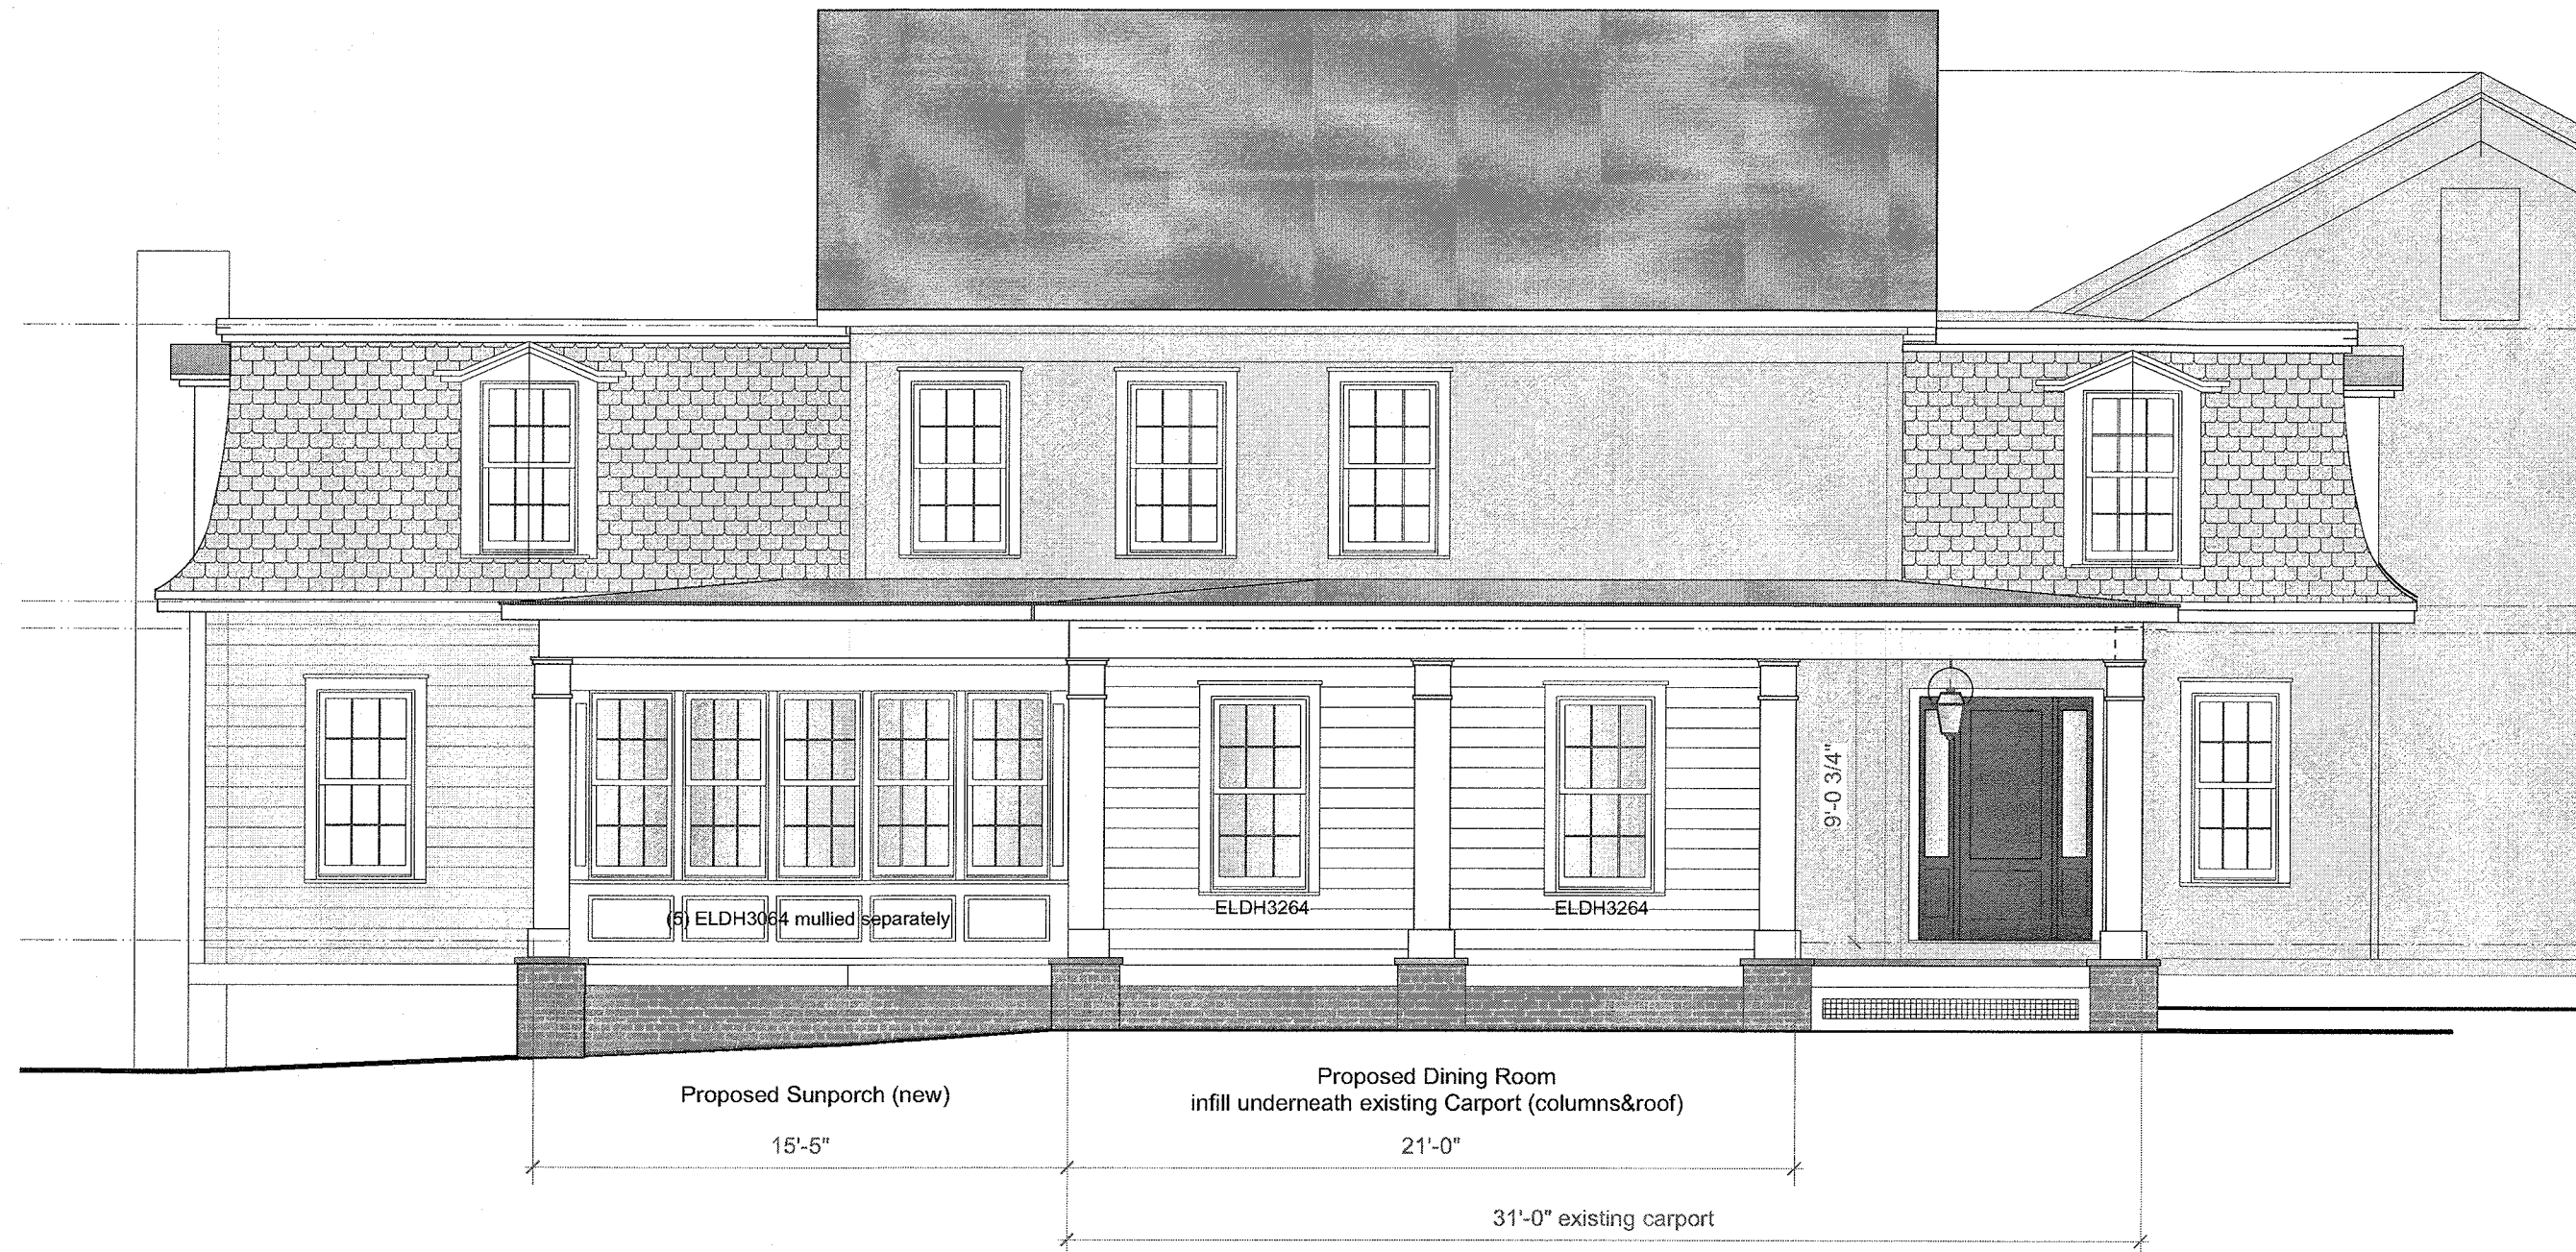 9'-0 3/4"
ELDH3264
ELDH3264
(5) ELDH3064 mullied separately
Proposed Sunporch (new)
Proposed Dining Room
infill underneath existing Carport (columns&roof)
15'-5"
21'-0"
31'-0" existing carport